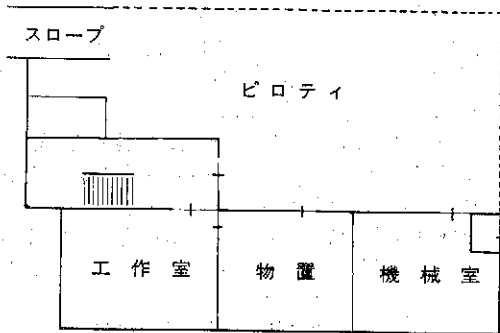 スロープ
ピロティ
工作室
物置
機械室